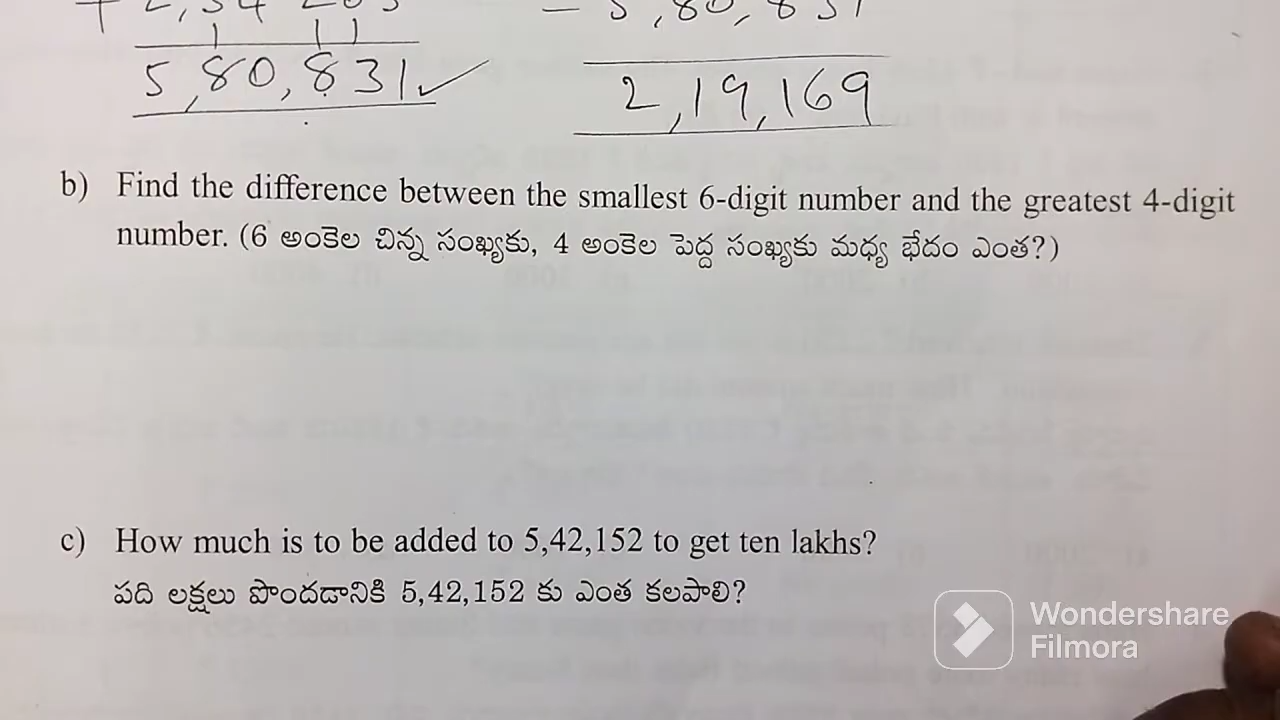 5,80,831 ✓
2,19,169
b) Find the difference between the smallest 6-digit number and the greatest 4-digit
number. (6 అంకెల చిన్న సంఖ్యకు, 4 అంకెల పెద్ద సంఖ్యకు మధ్య భేదం ఎంత?)
c) How much is to be added to 5,42,152 to get ten lakhs?
పది లక్షలు పొందడానికి 5,42,152 కు ఎంత కలపాలి?
Wondershare
Filmora